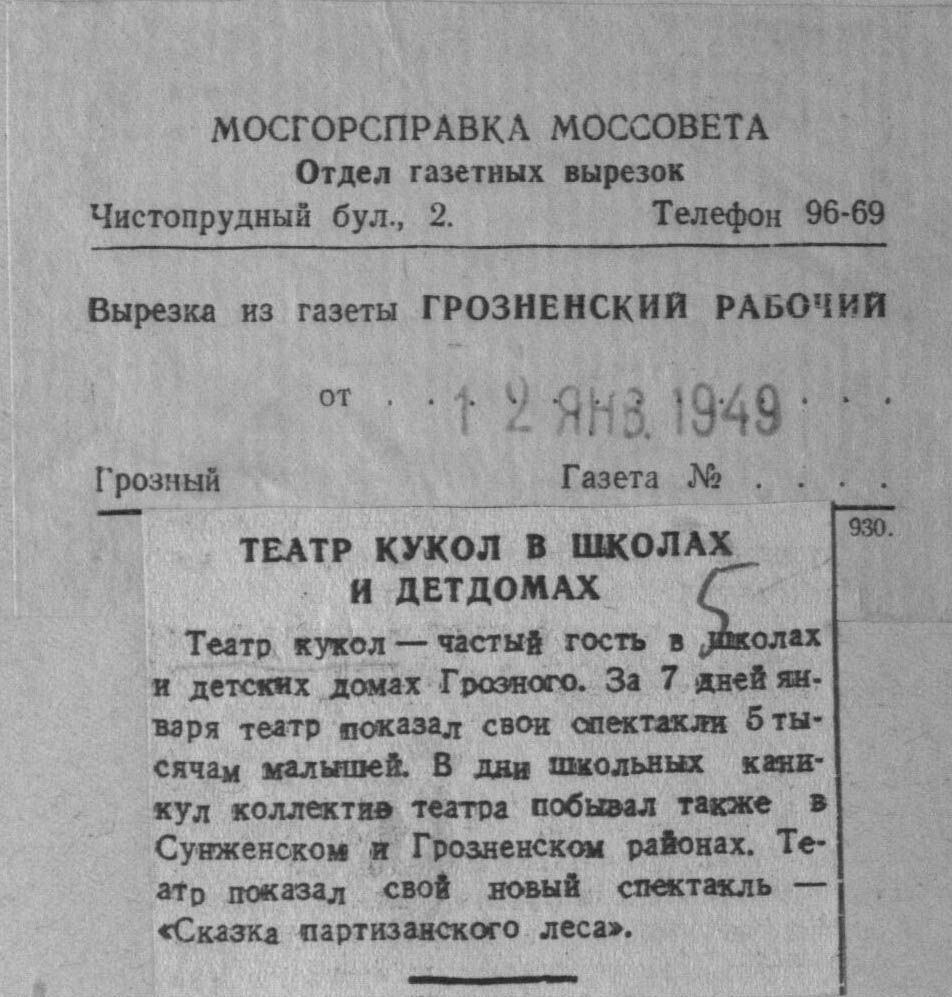 МОСГОРСПРАВКА МОССОВЕТА
Отдел газетных вырезок
Чистопрудный бул., 2. Телефон 96-69
Вырезка из газеты ГРОЗНЕНСКИЙ РАБОЧИЙ
от . . . . . . . . . . . 12 ЯНВ. 1949
Грозный Газета № . . . .
930.
ТЕАТР КУКОЛ В ШКОЛАХ
И ДЕТДОМАХ
5
Театр кукол — частый гость в школах
и детских домах Грозного. За 7 дней ян-
варя театр показал свои спектакли 5 ты-
сячам малышей. В дни школьных кани-
кул коллектив театра побывал также в
Сунженском и Грозненском районах. Те-
атр показал свой новый спектакль —
«Сказка партизанского леса».